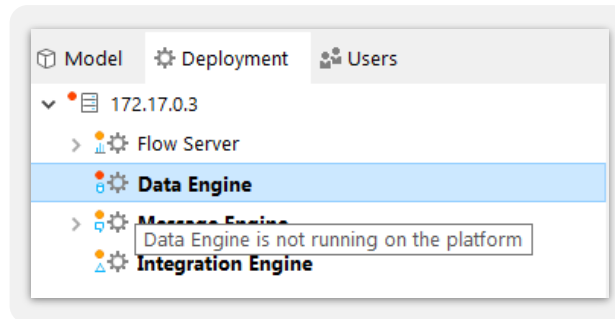 Model Deployment Users
172.17.0.3
Flow Server
Data Engine
Message Engine
Data Engine is not running on the platform
Integration Engine